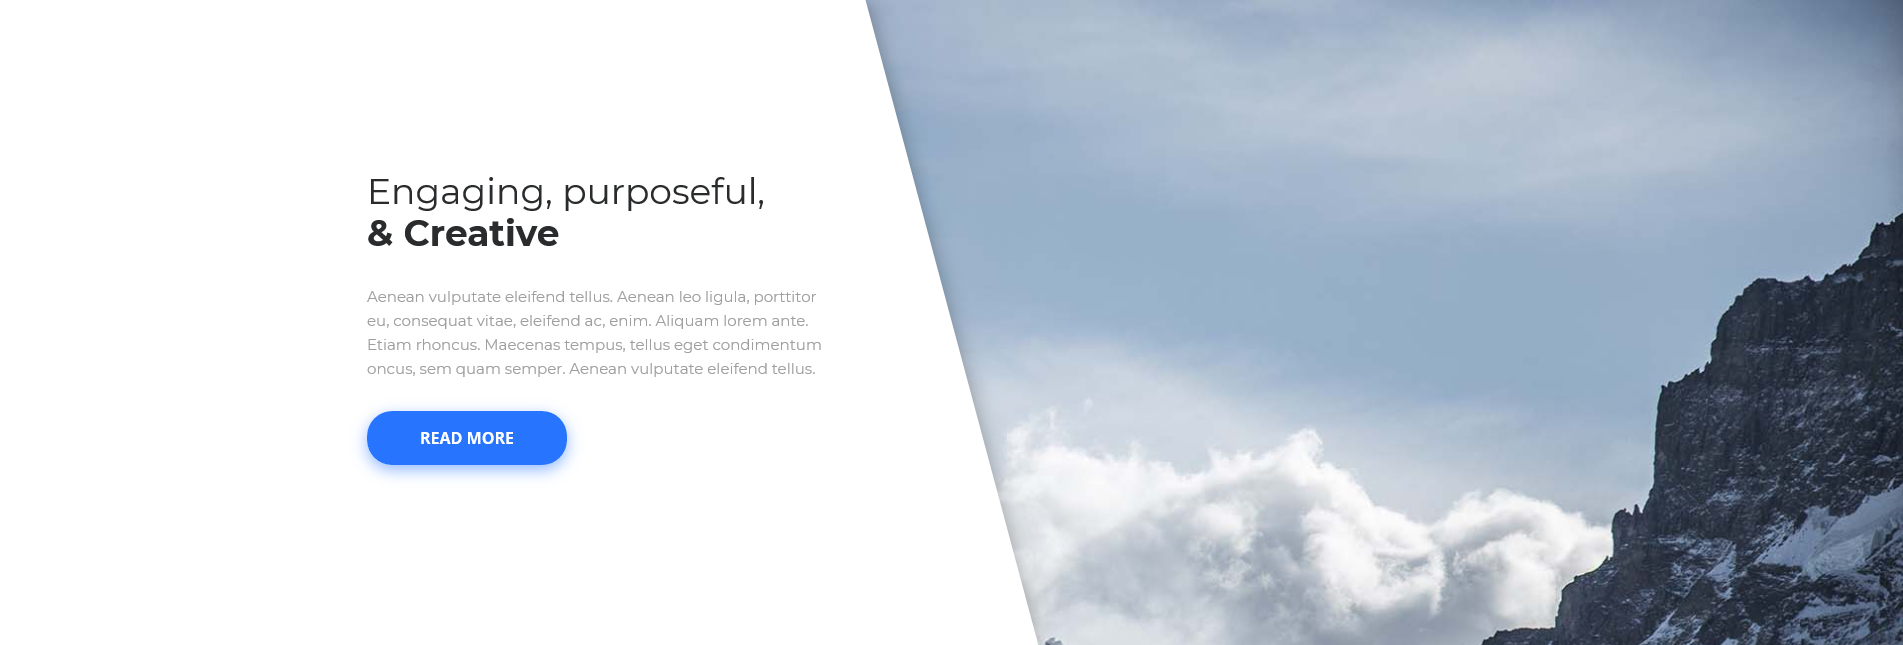 Engaging, purposeful,
& Creative
Aenean vulputate eleifend tellus. Aenean leo ligula, porttitor
eu, consequat vitae, eleifend ac, enim. Aliquam lorem ante.
Etiam rhoncus. Maecenas tempus, tellus eget condimentum
oncus, sem quam semper. Aenean vulputate eleifend tellus.
READ MORE